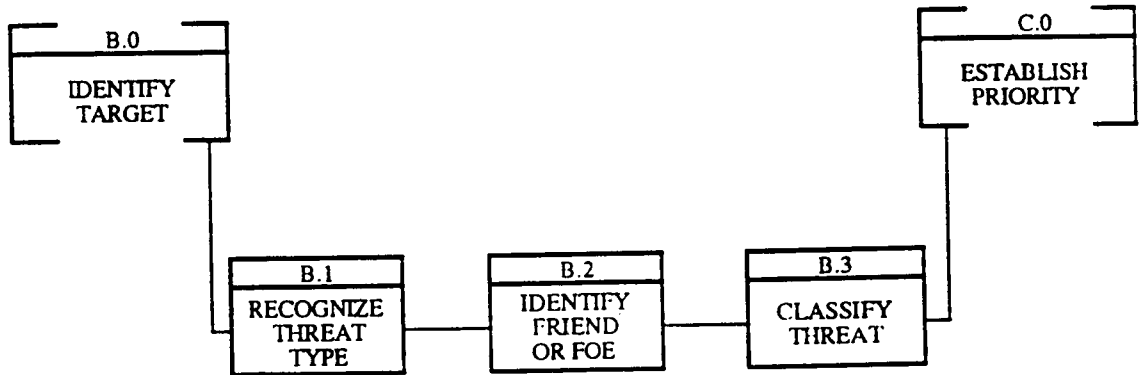 B.0
IDENTIFY
TARGET
C.0
ESTABLISH
PRIORITY
B.1
RECOGNIZE
THREAT
TYPE
B.2
IDENTIFY
FRIEND
OR FOE
B.3
CLASSIFY
THREAT